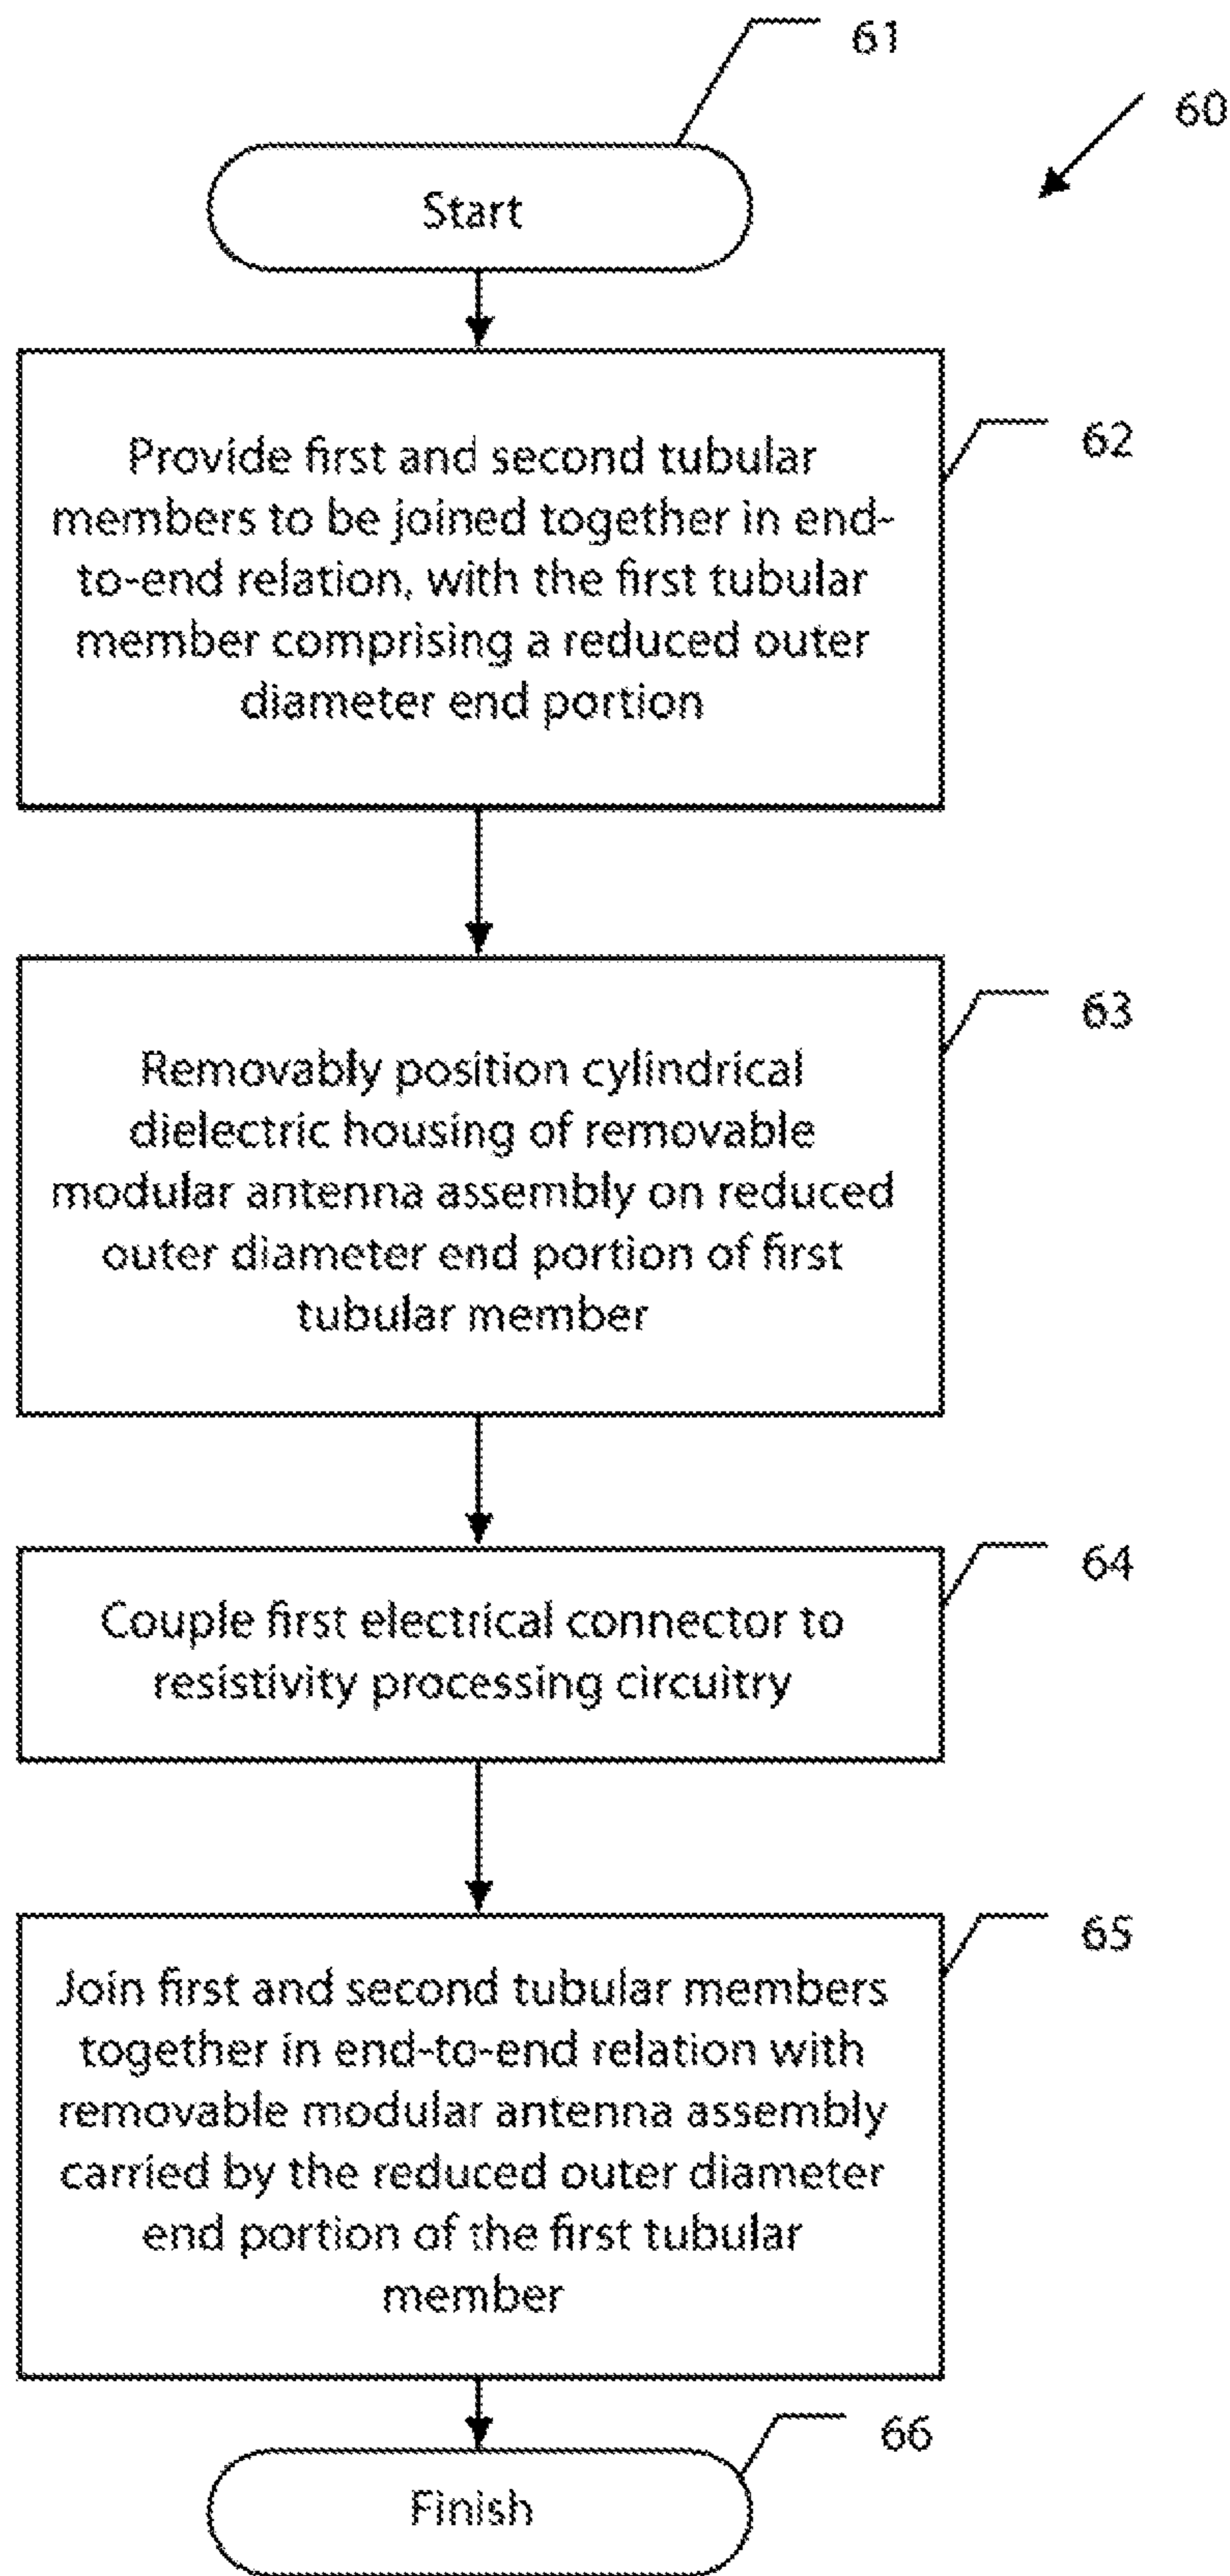 61
60
Start
Provide first and second tubular
62
members to be joined together in end-
to-end relation, with the first tubular
member comprising a reduced outer
diameter end portion
63
Removably position cylindrical
dielectric housing of removable
modular antenna assembly on reduced
outer diameter end portion of first
tubular member
64
Couple first electrical connector to
resistivity processing circuitry
65
Join first and second tubular members
together in end-to-end relation with
removable modular antenna assembly
carried by the reduced outer diameter
end portion of the first tubular
member
66
Finish